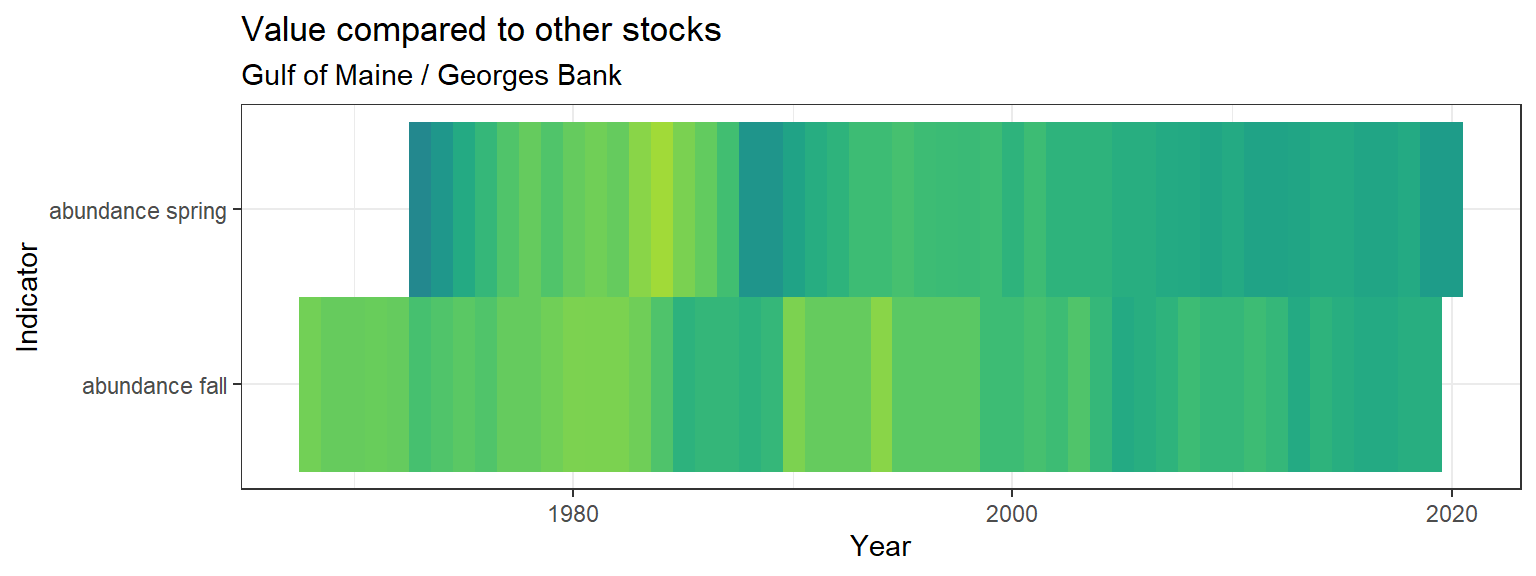 Value compared to other stocks
Gulf of Maine / Georges Bank
Indicator
abundance spring
abundance fall
1980 2000 2020
Year